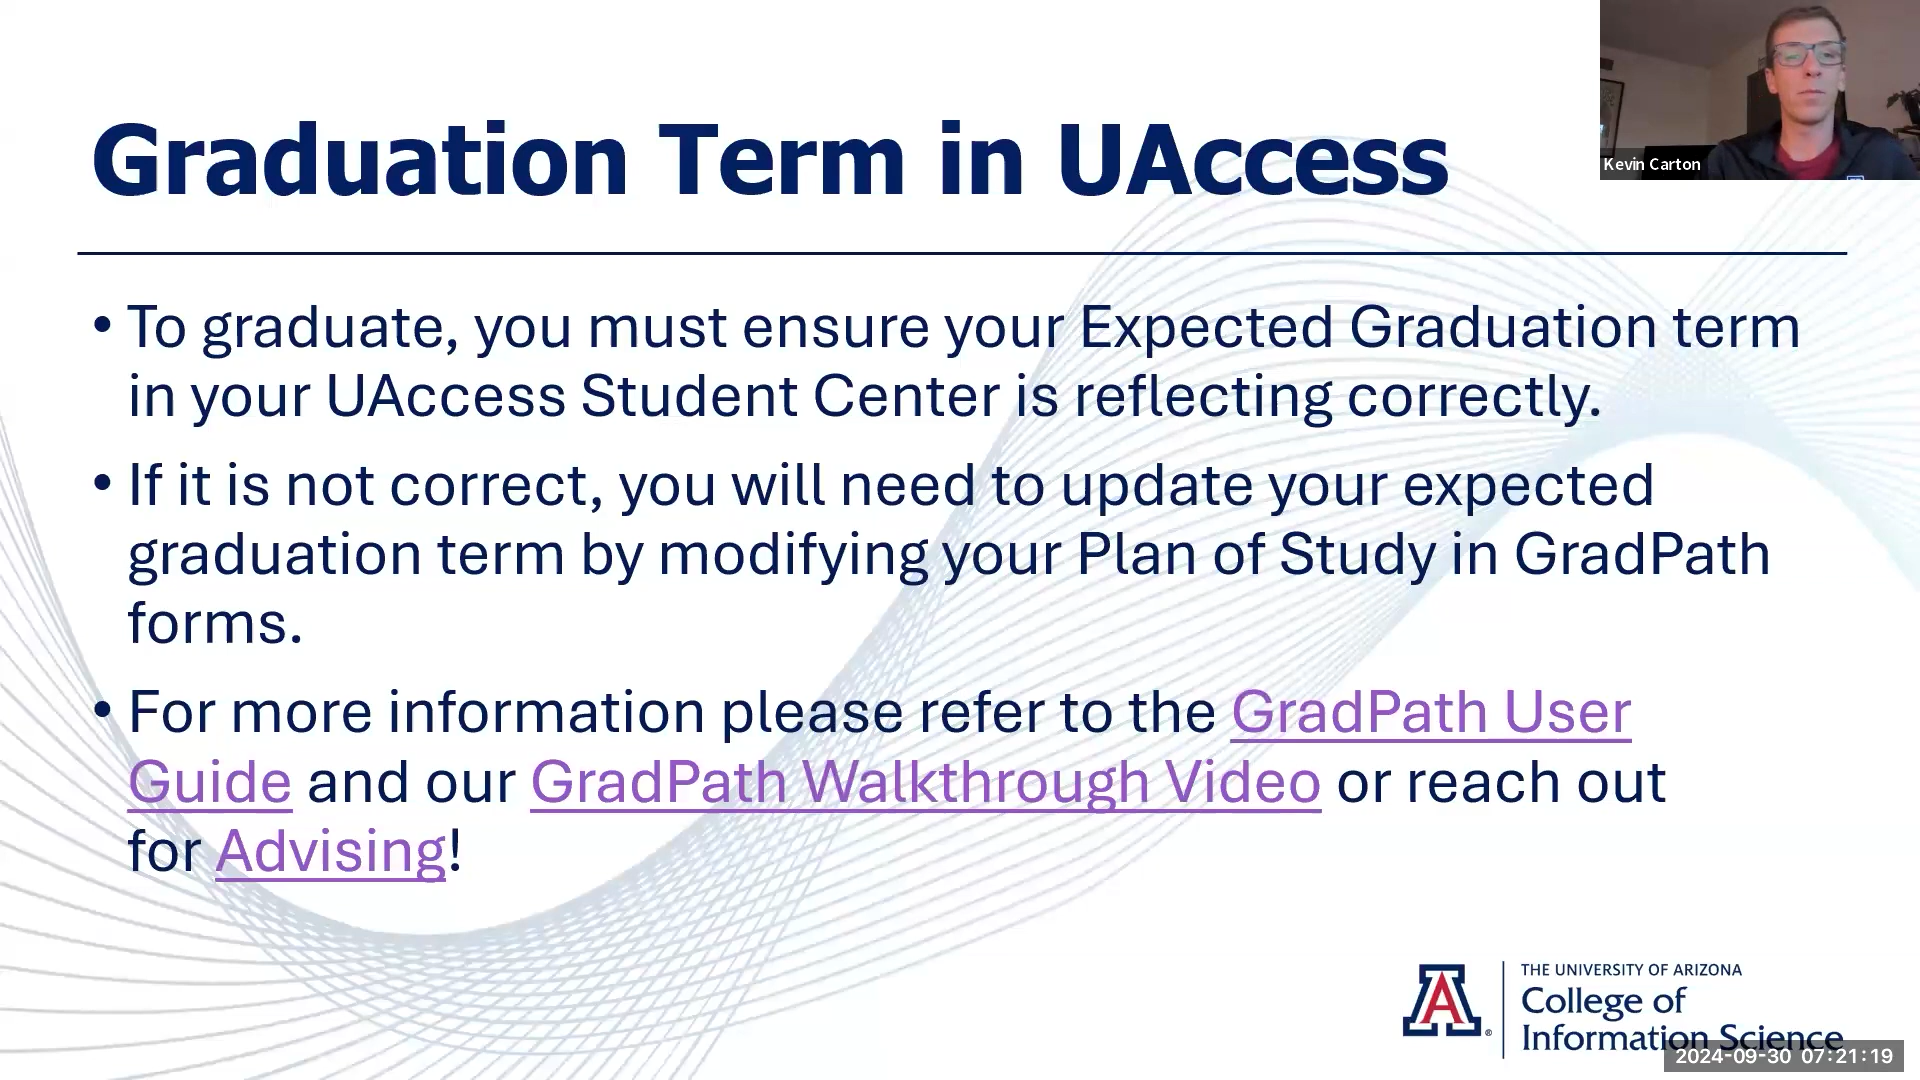 Graduation Term in UAccess
Kevin Carton
• To graduate, you must ensure your Expected Graduation term
in your UAccess Student Center is reflecting correctly.
• If it is not correct, you will need to update your expected
graduation term by modifying your Plan of Study in GradPath
forms.
• For more information please refer to the GradPath User
Guide and our GradPath Walkthrough Video or reach out
for Advising!
A
®
THE UNIVERSITY OF ARIZONA
College of
Information Science
2024-09-30 07:21:19